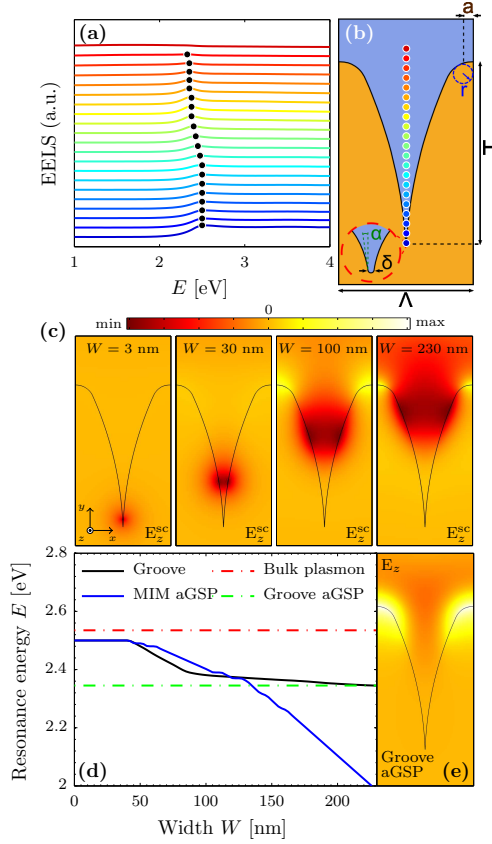 (a)
EELS (a.u.)
1 2 3 4
E [eV]
(b)
a
r
H
α
δ
Λ
(c)
0
min max
W = 3 nm
W = 30 nm
W = 100 nm
W = 230 nm
y
z x
E_z^sc
E_z^sc
E_z^sc
E_z^sc
2.8
2.6
2.4
2.2
2
Resonance energy E [eV]
Groove
MIM aGSP
Bulk plasmon
Groove aGSP
(d)
0 50 100 150 200
Width W [nm]
E_z
Groove
aGSP
(e)